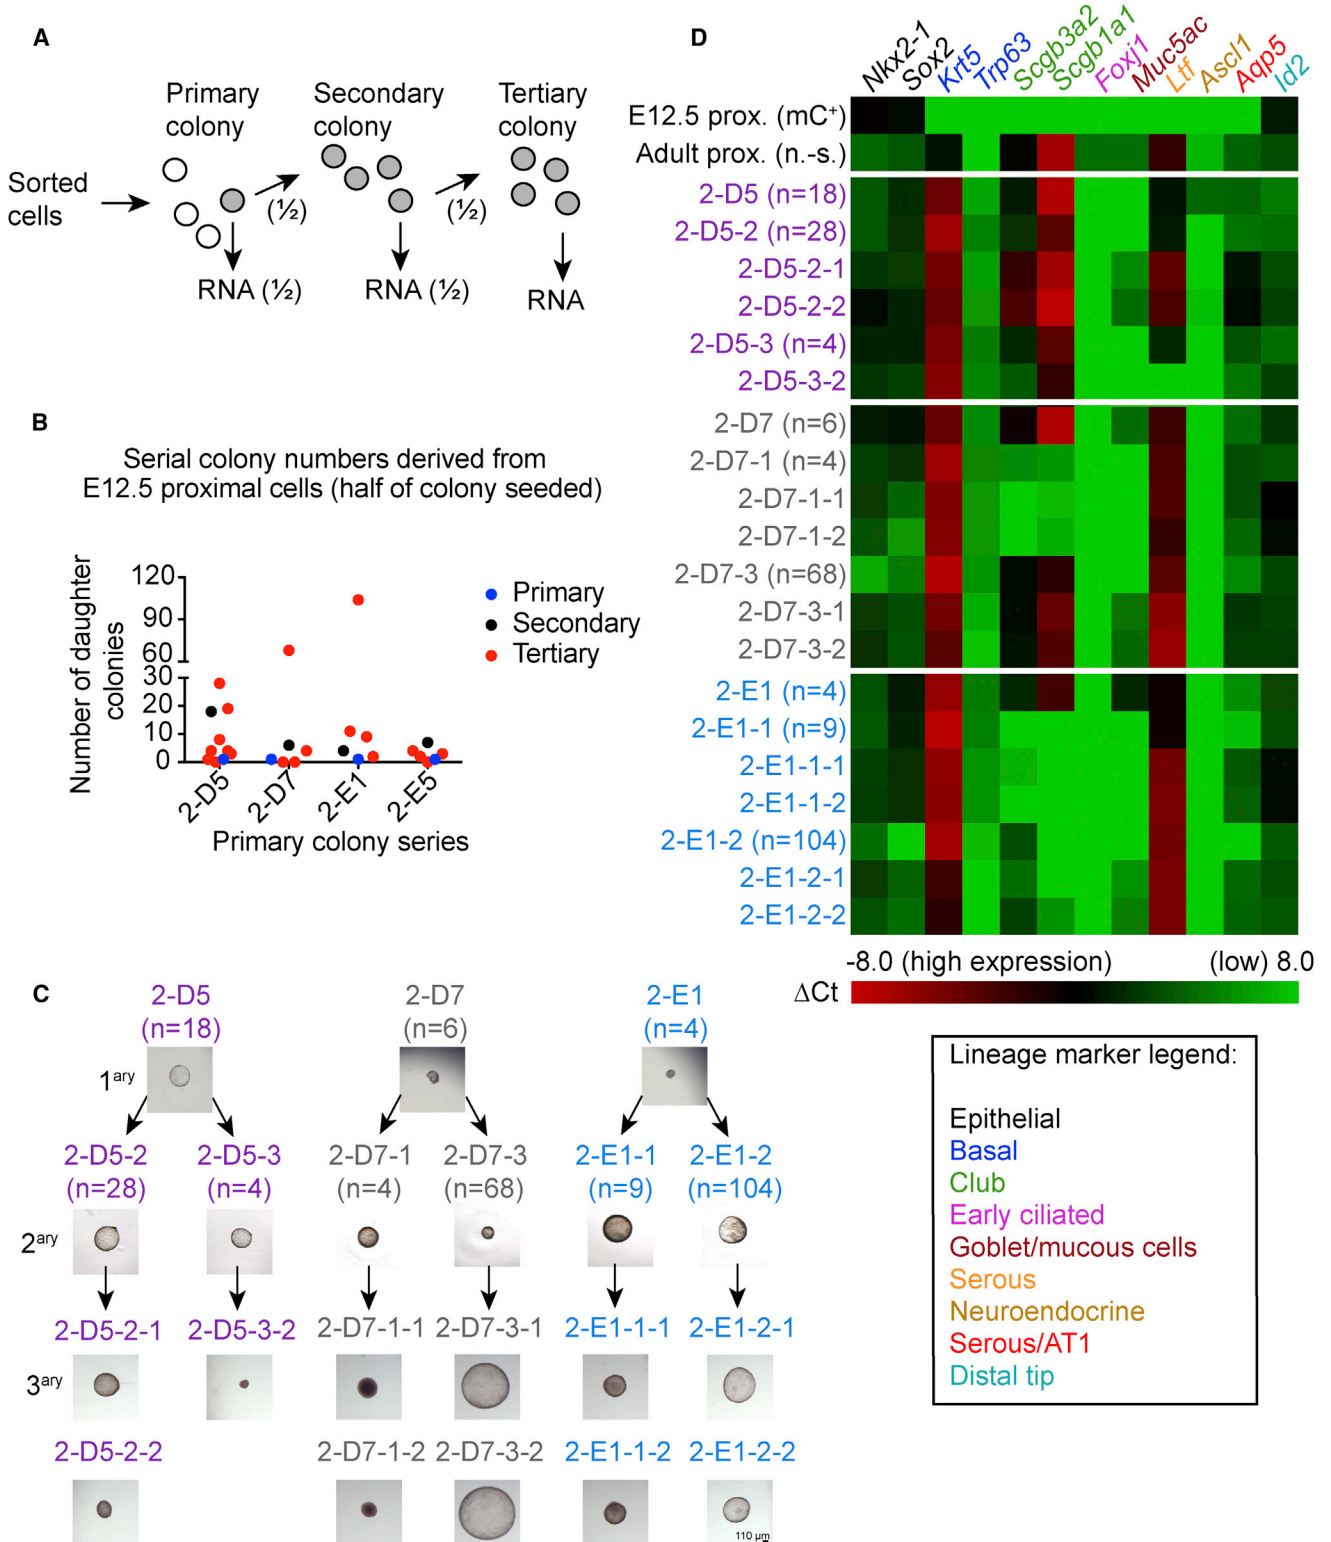 A
Primary
colony
Secondary
colony
Tertiary
colony
Sorted
cells
(½)
(½)
RNA (½)
RNA (½)
RNA
B
Serial colony numbers derived from
E12.5 proximal cells (half of colony seeded)
Number of daughter
colonies
120
90
60
30
20
10
0
2-D5
2-D7
2-E1
2-E5
Primary colony series
Primary
Secondary
Tertiary
C
2-D5
(n=18)
2-D7
(n=6)
2-E1
(n=4)
1ary
2-D5-2
(n=28)
2-D5-3
(n=4)
2-D7-1
(n=4)
2-D7-3
(n=68)
2-E1-1
(n=9)
2-E1-2
(n=104)
2ary
2-D5-2-1
2-D5-3-2
2-D7-1-1
2-D7-3-1
2-E1-1-1
2-E1-2-1
3ary
2-D5-2-2
2-D7-1-2
2-D7-3-2
2-E1-1-2
2-E1-2-2
110 µm
D
Nkx2-1
Sox2
Krt5
Trp63
Scgb3a2
Scgb1a1
Foxj1
Muc5ac
Ltf
Ascl1
Aqp5
Id2
E12.5 prox. (mC+)
Adult prox. (n.-s.)
2-D5 (n=18)
2-D5-2 (n=28)
2-D5-2-1
2-D5-2-2
2-D5-3 (n=4)
2-D5-3-2
2-D7 (n=6)
2-D7-1 (n=4)
2-D7-1-1
2-D7-1-2
2-D7-3 (n=68)
2-D7-3-1
2-D7-3-2
2-E1 (n=4)
2-E1-1 (n=9)
2-E1-1-1
2-E1-1-2
2-E1-2 (n=104)
2-E1-2-1
2-E1-2-2
-8.0 (high expression)
(low) 8.0
ΔCt
Lineage marker legend:
Epithelial
Basal
Club
Early ciliated
Goblet/mucous cells
Serous
Neuroendocrine
Serous/AT1
Distal tip